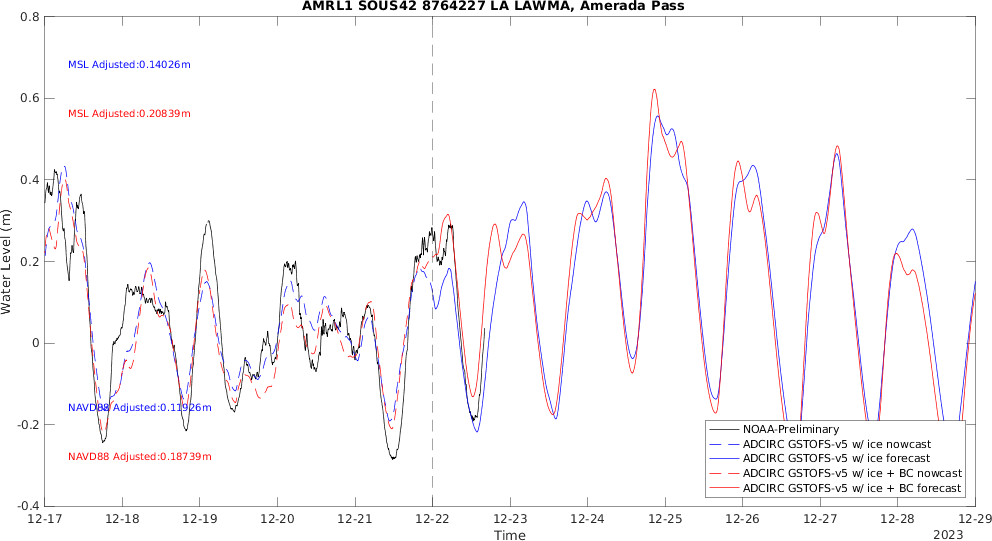 AMRL1 SOUS42 8764227 LA LAWMA, Amerada Pass
0.8
0.6
0.4
0.2
0
-0.2
-0.4
Water Level (m)
MSL Adjusted:0.14026m
MSL Adjusted:0.20839m
NAVD88 Adjusted:0.11926m
NAVD88 Adjusted:0.18739m
NOAA-Preliminary
ADCIRC GSTOFS-v5 w/ ice nowcast
ADCIRC GSTOFS-v5 w/ ice forecast
ADCIRC GSTOFS-v5 w/ ice + BC nowcast
ADCIRC GSTOFS-v5 w/ ice + BC forecast
12-17 12-18 12-19 12-20 12-21 12-22 12-23 12-24 12-25 12-26 12-27 12-28 12-29
Time
2023